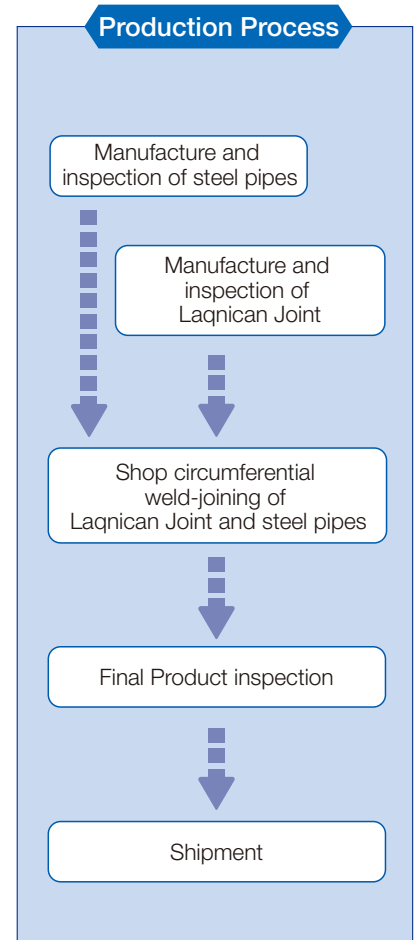 Production Process
Manufacture and
inspection of steel pipes
Manufacture and
inspection of
Laqnican Joint
Shop circumferential
weld-joining of
Laqnican Joint and steel pipes
Final Product inspection
Shipment